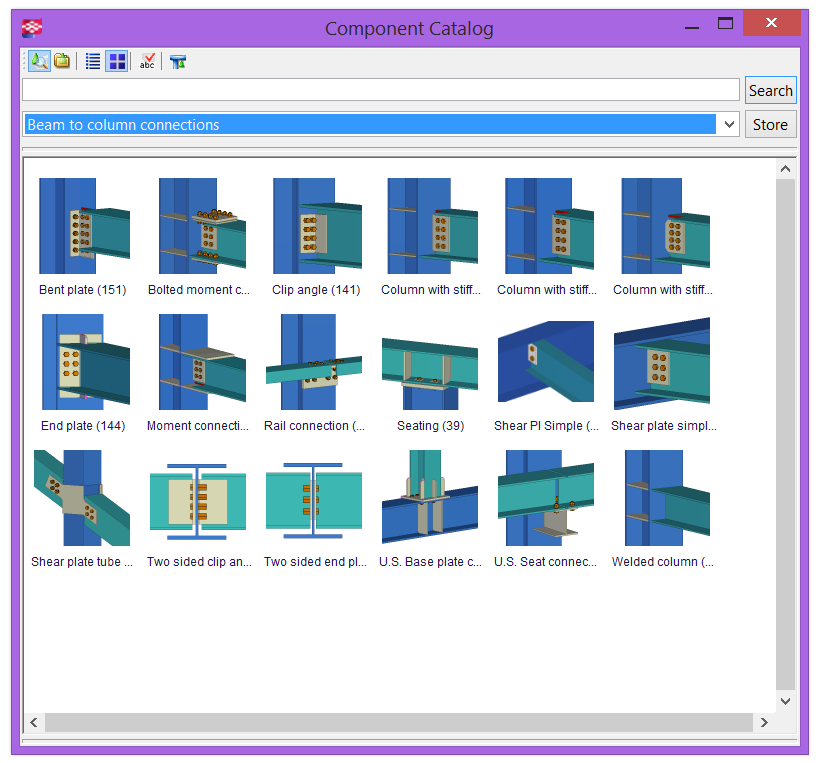 Component Catalog
abc
Search
Beam to column connections
Store
Bent plate (151)
Bolted moment c...
Clip angle (141)
Column with stiff...
Column with stiff...
Column with stiff...
End plate (144)
Moment connecti...
Rail connection (...
Seating (39)
Shear Pl Simple (...
Shear plate simpl...
Shear plate tube ...
Two sided clip an...
Two sided end pl...
U.S. Base plate c...
U.S. Seat connec...
Welded column (...